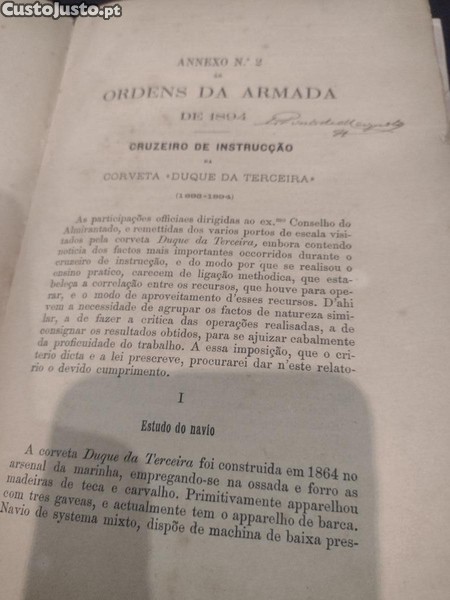 CustoJusto.pt
ANNEXO N.º 2
ÁS
ORDENS DA ARMADA
DE 1894
CRUZEIRO DE INSTRUCÇÃO
NA
CORVETA «DUQUE DA TERCEIRA»
(1893-1894)
As participações officiaes dirigidas ao ex.mo Conselho do
Almirantado, e remettidas dos varios portos de escala visi-
tados pela corveta Duque da Terceira, embora contendo
noticia dos factos mais importantes occorridos durante o
cruzeiro de instrucção, e do modo por que se realisou o
ensino pratico, carecem de ligação methodica, que esta-
beleça a correlação entre os recursos, que houve para ope-
rar, e o modo de aproveitamento d'esses recursos. D'ahi
vem a necessidade de agrupar os factos de natureza simi-
lar, a de fazer a critica das operações realisadas, a de
consignar os resultados obtidos, para se ajuizar cabalmente
da proficuidade do trabalho. A essa imposição, que o cri-
terio dicta e a lei prescreve, procurarei dar n'este relato-
rio o devido cumprimento.
I
Estudo do navio
A corveta Duque da Terceira foi construida em 1864 no
arsenal da marinha, empregando-se na ossada e forro as
madeiras de teca e carvalho. Primitivamente apparelhou
com tres gaveas, e actualmente tem o apparelho de barca.
Navio de systema mixto, dispõe de machina de baixa pres-